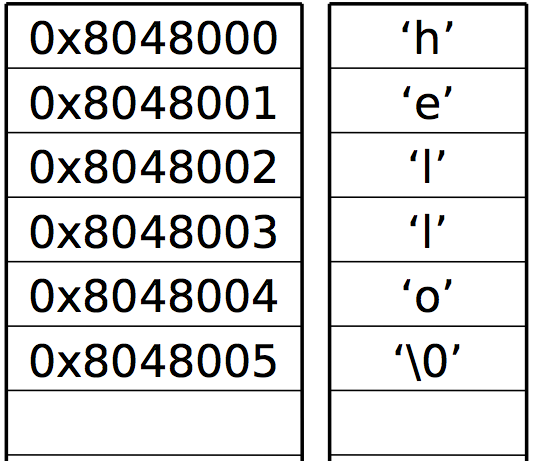 0x8048000 ‘h’
0x8048001 ‘e’
0x8048002 ‘l’
0x8048003 ‘l’
0x8048004 ‘o’
0x8048005 ‘\0’